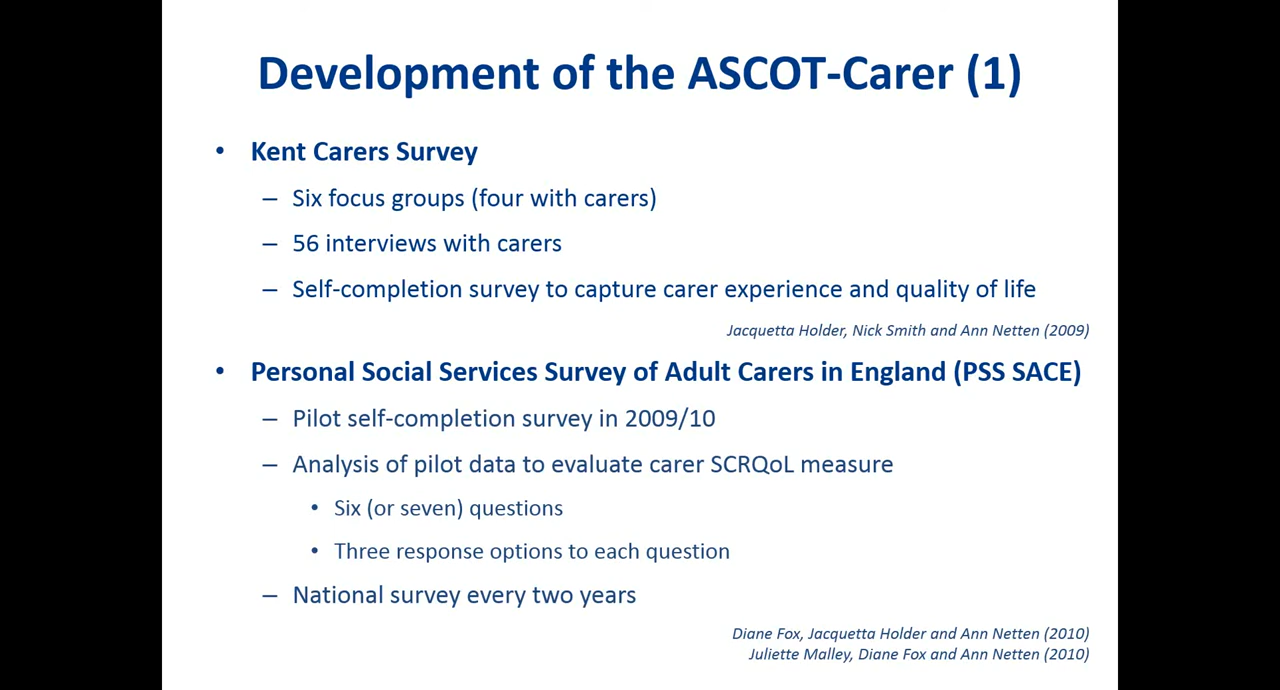 Development of the ASCOT-Carer (1)
• Kent Carers Survey
– Six focus groups (four with carers)
– 56 interviews with carers
– Self-completion survey to capture carer experience and quality of life
Jacquetta Holder, Nick Smith and Ann Netten (2009)
• Personal Social Services Survey of Adult Carers in England (PSS SACE)
– Pilot self-completion survey in 2009/10
– Analysis of pilot data to evaluate carer SCRQoL measure
• Six (or seven) questions
• Three response options to each question
– National survey every two years
Diane Fox, Jacquetta Holder and Ann Netten (2010)
Juliette Malley, Diane Fox and Ann Netten (2010)